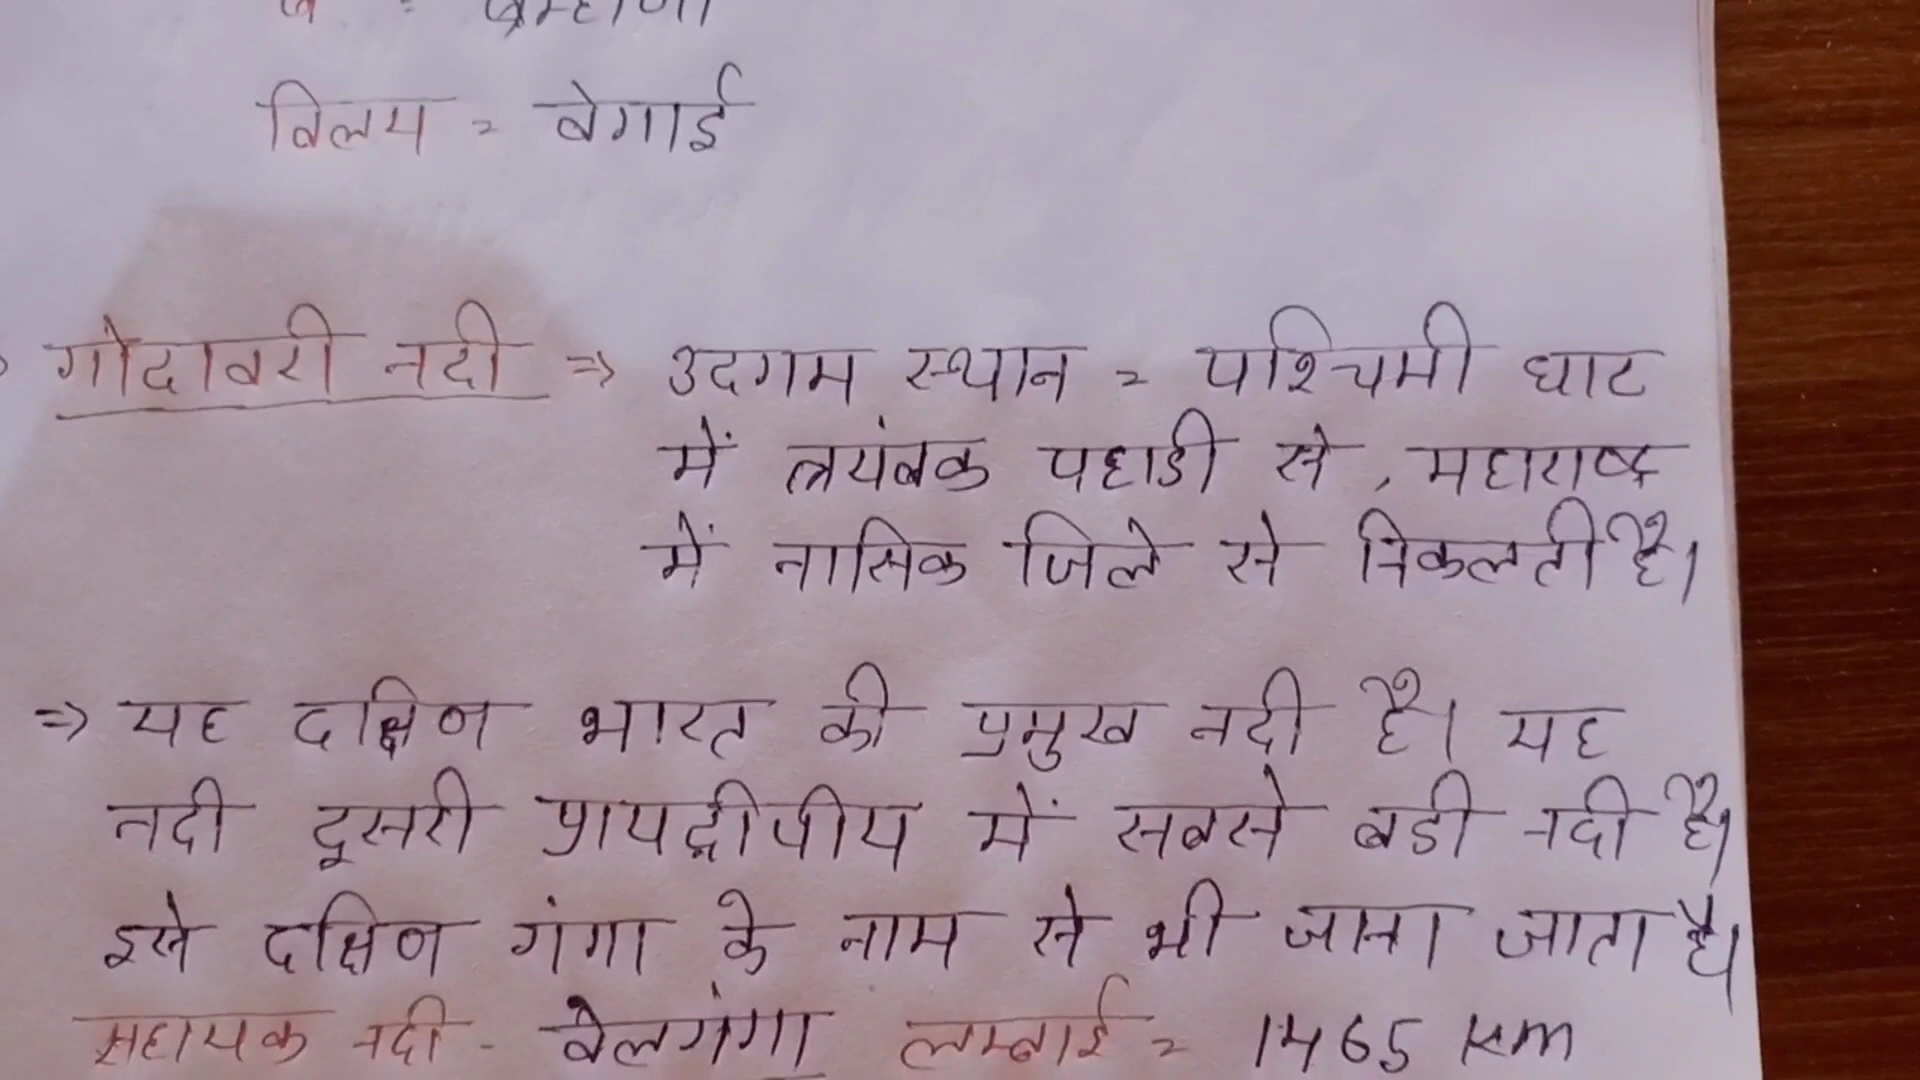 विलय = वेगाई
गोदावरी नदी ⇒ उदगम स्थान = पश्चिमी घाट
में त्रयंबक पहाडी से, महाराष्ट्र
में नासिक जिले से निकलती है।
⇒ यह दक्षिण भारत की प्रमुख नदी है। यह
नदी दूसरी प्रायद्वीपीय में सबसे बडी नदी है।
इसे दक्षिण गंगा के नाम से भी जाना जाता है।
सहायक नदी - वेलगंगा लम्बाई = 1465 km